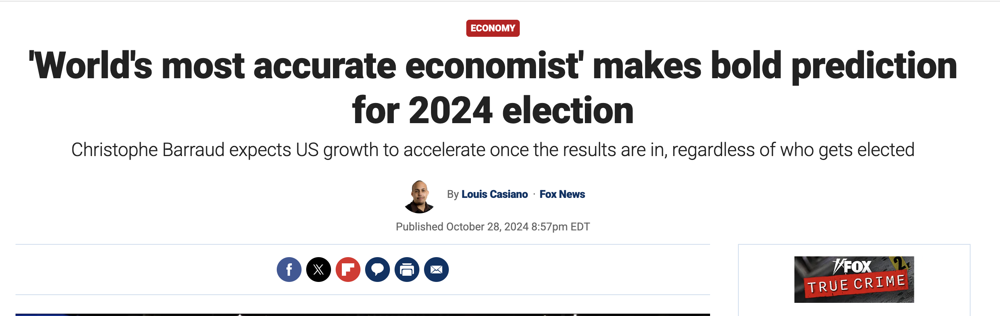 ECONOMY
'World's most accurate economist' makes bold prediction
for 2024 election
Christophe Barraud expects US growth to accelerate once the results are in, regardless of who gets elected
By Louis Casiano · Fox News
Published October 28, 2024 8:57pm EDT
FOX
2
TRUE CRIME